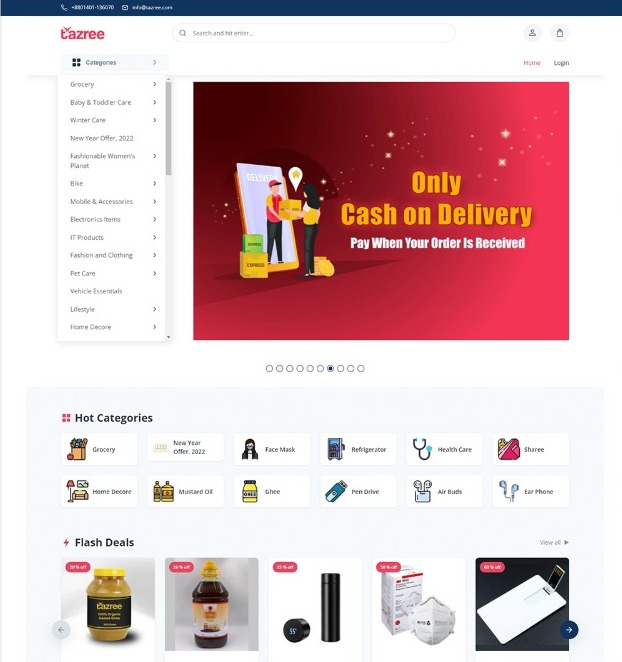 +8801401-136070 info@tazree.com
tazree
Search and hit enter...
Categories
Home Login
Grocery
Baby & Toddler Care
Winter Care
New Year Offer, 2022
Fashionable Women's
Planet
Bike
Mobile & Accessories
Electronics Items
IT Products
Fashion and Clothing
Pet Care
Vehicle Essentials
Lifestyle
Home Decore
DELIVERY
EXPRESS
EXPRESS
Only
Cash on Delivery
Pay When Your Order Is Received
Hot Categories
Grocery
New Year
Offer, 2022
Face Mask
Refrigerator
Health Care
Sharee
Home Decore
Mustard Oil
GHEE
Ghee
Pen Drive
Air Buds
Ear Phone
Flash Deals
View all
20 % off
26 % off
25 % off
50 % off
60 % off
tazree
55°